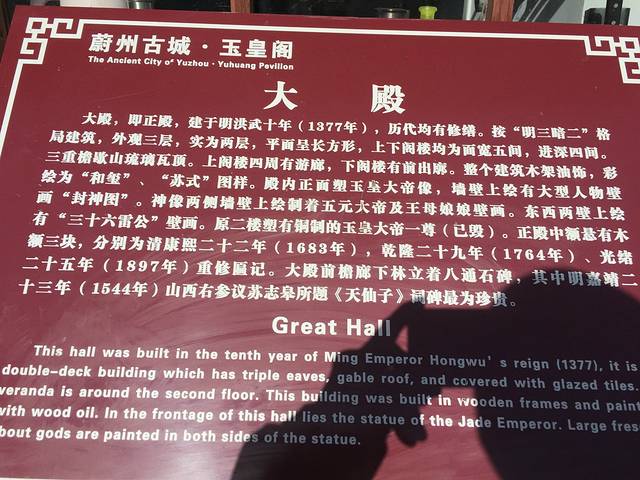 蔚州古城·玉皇阁
The Ancient City of Yuzhou · Yuhuang Pavilion
大 殿
大殿，即正殿，建于明洪武十年（1377年），历代均有修缮。按“明三暗二”格
局建筑，外观三层，实为两层，平面呈长方形，上下阁楼均为面宽五间，进深四间。
三重檐歇山琉璃瓦顶。上阁楼四周有游廊，下阁楼有前出廊。整个建筑木架油饰，彩
绘为“和玺”、“苏式”图样。殿内正面塑玉皇大帝像，墙壁上绘有大型人物壁
画“封神图”。神像两侧墙壁上绘制着五元大帝及王母娘娘壁画。东西两壁上绘
有“三十六雷公”壁画。原二楼塑有铜制的玉皇大帝一尊（已毁）。正殿中额悬有木
额三块，分别为清康熙二十二年（1683年），乾隆二十九年（1764年）、光绪
二十五年（1897年）重修匾记。大殿前檐廊下林立着八通石碑，其中明嘉靖二
十三年（1544年）山西右参议苏志皋所题《天仙子》词碑最为珍贵。
Great Hall
This hall was built in the tenth year of Ming Emperor Hongwu's reign (1377), it is
double-deck building which has triple eaves, gable roof, and covered with glazed tiles.
veranda is around the second floor. This building was built in wooden frames and paint
with wood oil. In the frontage of this hall lies the statue of the Jade Emperor. Large fres
bout gods are painted in both sides of the statue.